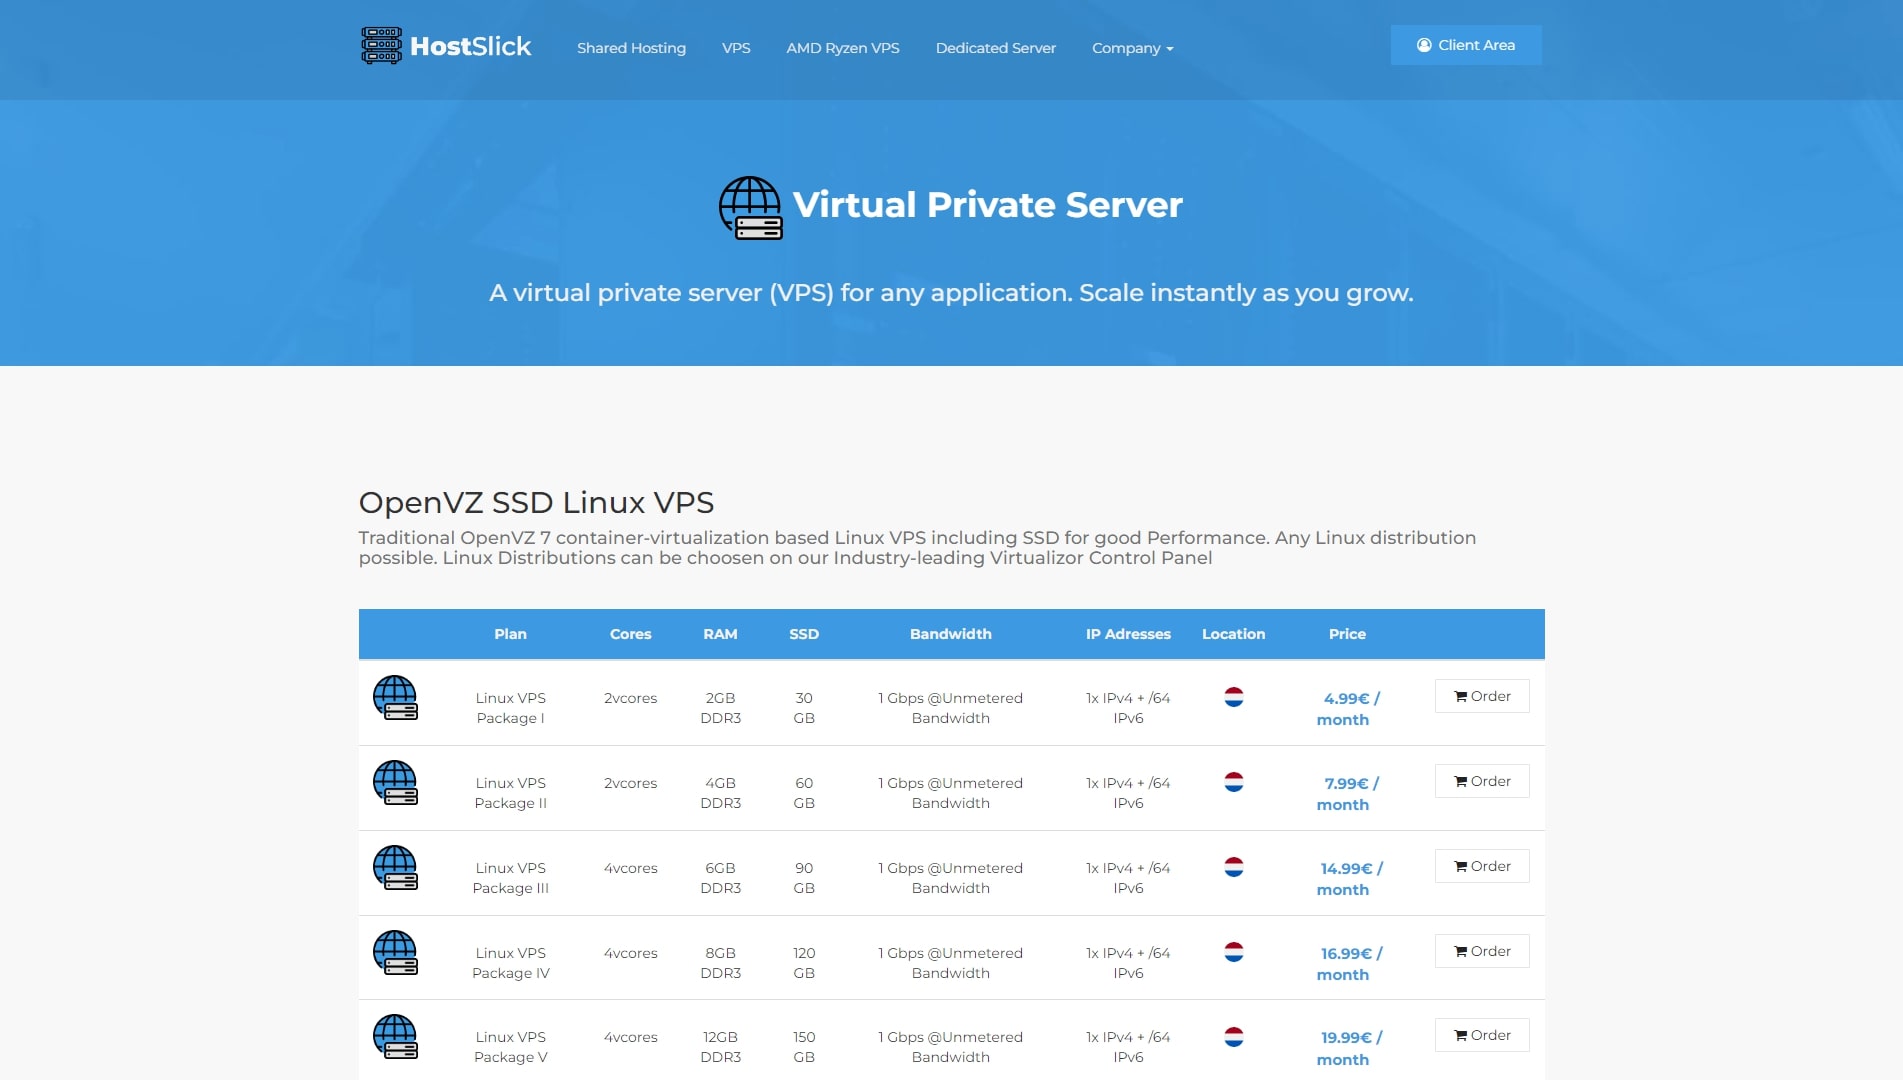 HostSlick
Shared Hosting
VPS
AMD Ryzen VPS
Dedicated Server
Company
Client Area
Virtual Private Server
A virtual private server (VPS) for any application. Scale instantly as you grow.
OpenVZ SSD Linux VPS
Traditional OpenVZ 7 container-virtualization based Linux VPS including SSD for good Performance. Any Linux distribution
possible. Linux Distributions can be choosen on our Industry-leading Virtualizor Control Panel
Plan Cores RAM SSD Bandwidth IP Adresses Location Price
Linux VPS 2vcores 2GB 30 1 Gbps @Unmetered 1x IPv4 + /64 4.99€ / Order
Package I DDR3 GB Bandwidth IPv6 month
Linux VPS 2vcores 4GB 60 1 Gbps @Unmetered 1x IPv4 + /64 7.99€ / Order
Package II DDR3 GB Bandwidth IPv6 month
Linux VPS 4vcores 6GB 90 1 Gbps @Unmetered 1x IPv4 + /64 14.99€ / Order
Package III DDR3 GB Bandwidth IPv6 month
Linux VPS 4vcores 8GB 120 1 Gbps @Unmetered 1x IPv4 + /64 16.99€ / Order
Package IV DDR3 GB Bandwidth IPv6 month
Linux VPS 4vcores 12GB 150 1 Gbps @Unmetered 1x IPv4 + /64 19.99€ / Order
Package V DDR3 GB Bandwidth IPv6 month